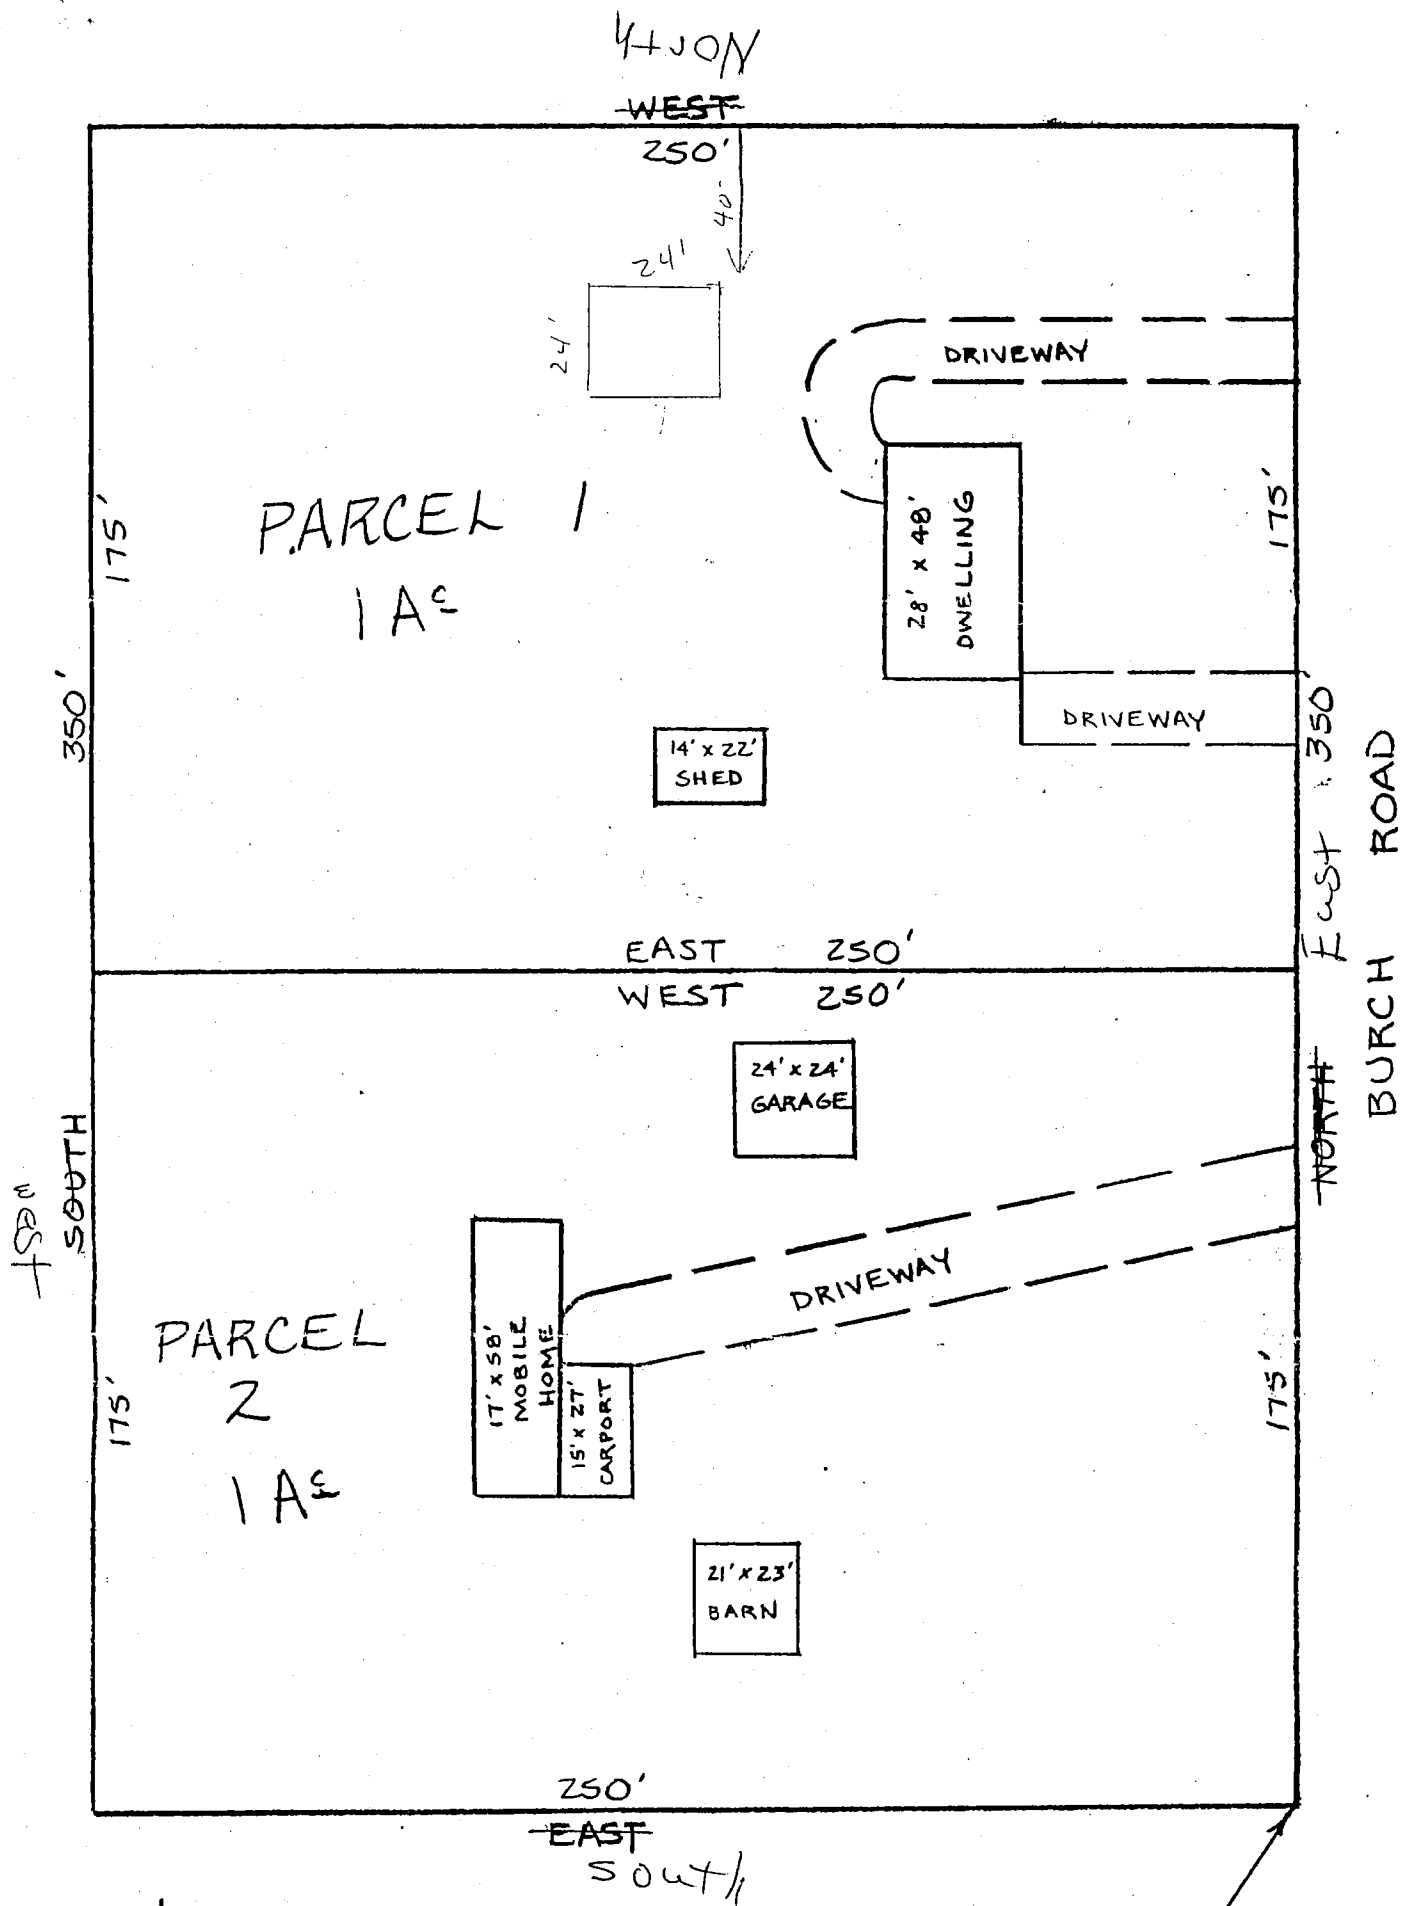 North
WEST
250'
40'
24'
24'
DRIVEWAY
PARCEL 1
1 Ac
175'
175'
28' x 48'
DWELLING
350'
DRIVEWAY
East 350'
14' x 22'
SHED
BURCH ROAD
EAST 250'
WEST 250'
24' x 24'
GARAGE
NORTH
SOUTH
west
DRIVEWAY
PARCEL
2
1 Ac
17' x 58'
MOBILE
HOME
15' x 27'
CARPORT
175'
175'
21' x 23'
BARN
250'
EAST
South